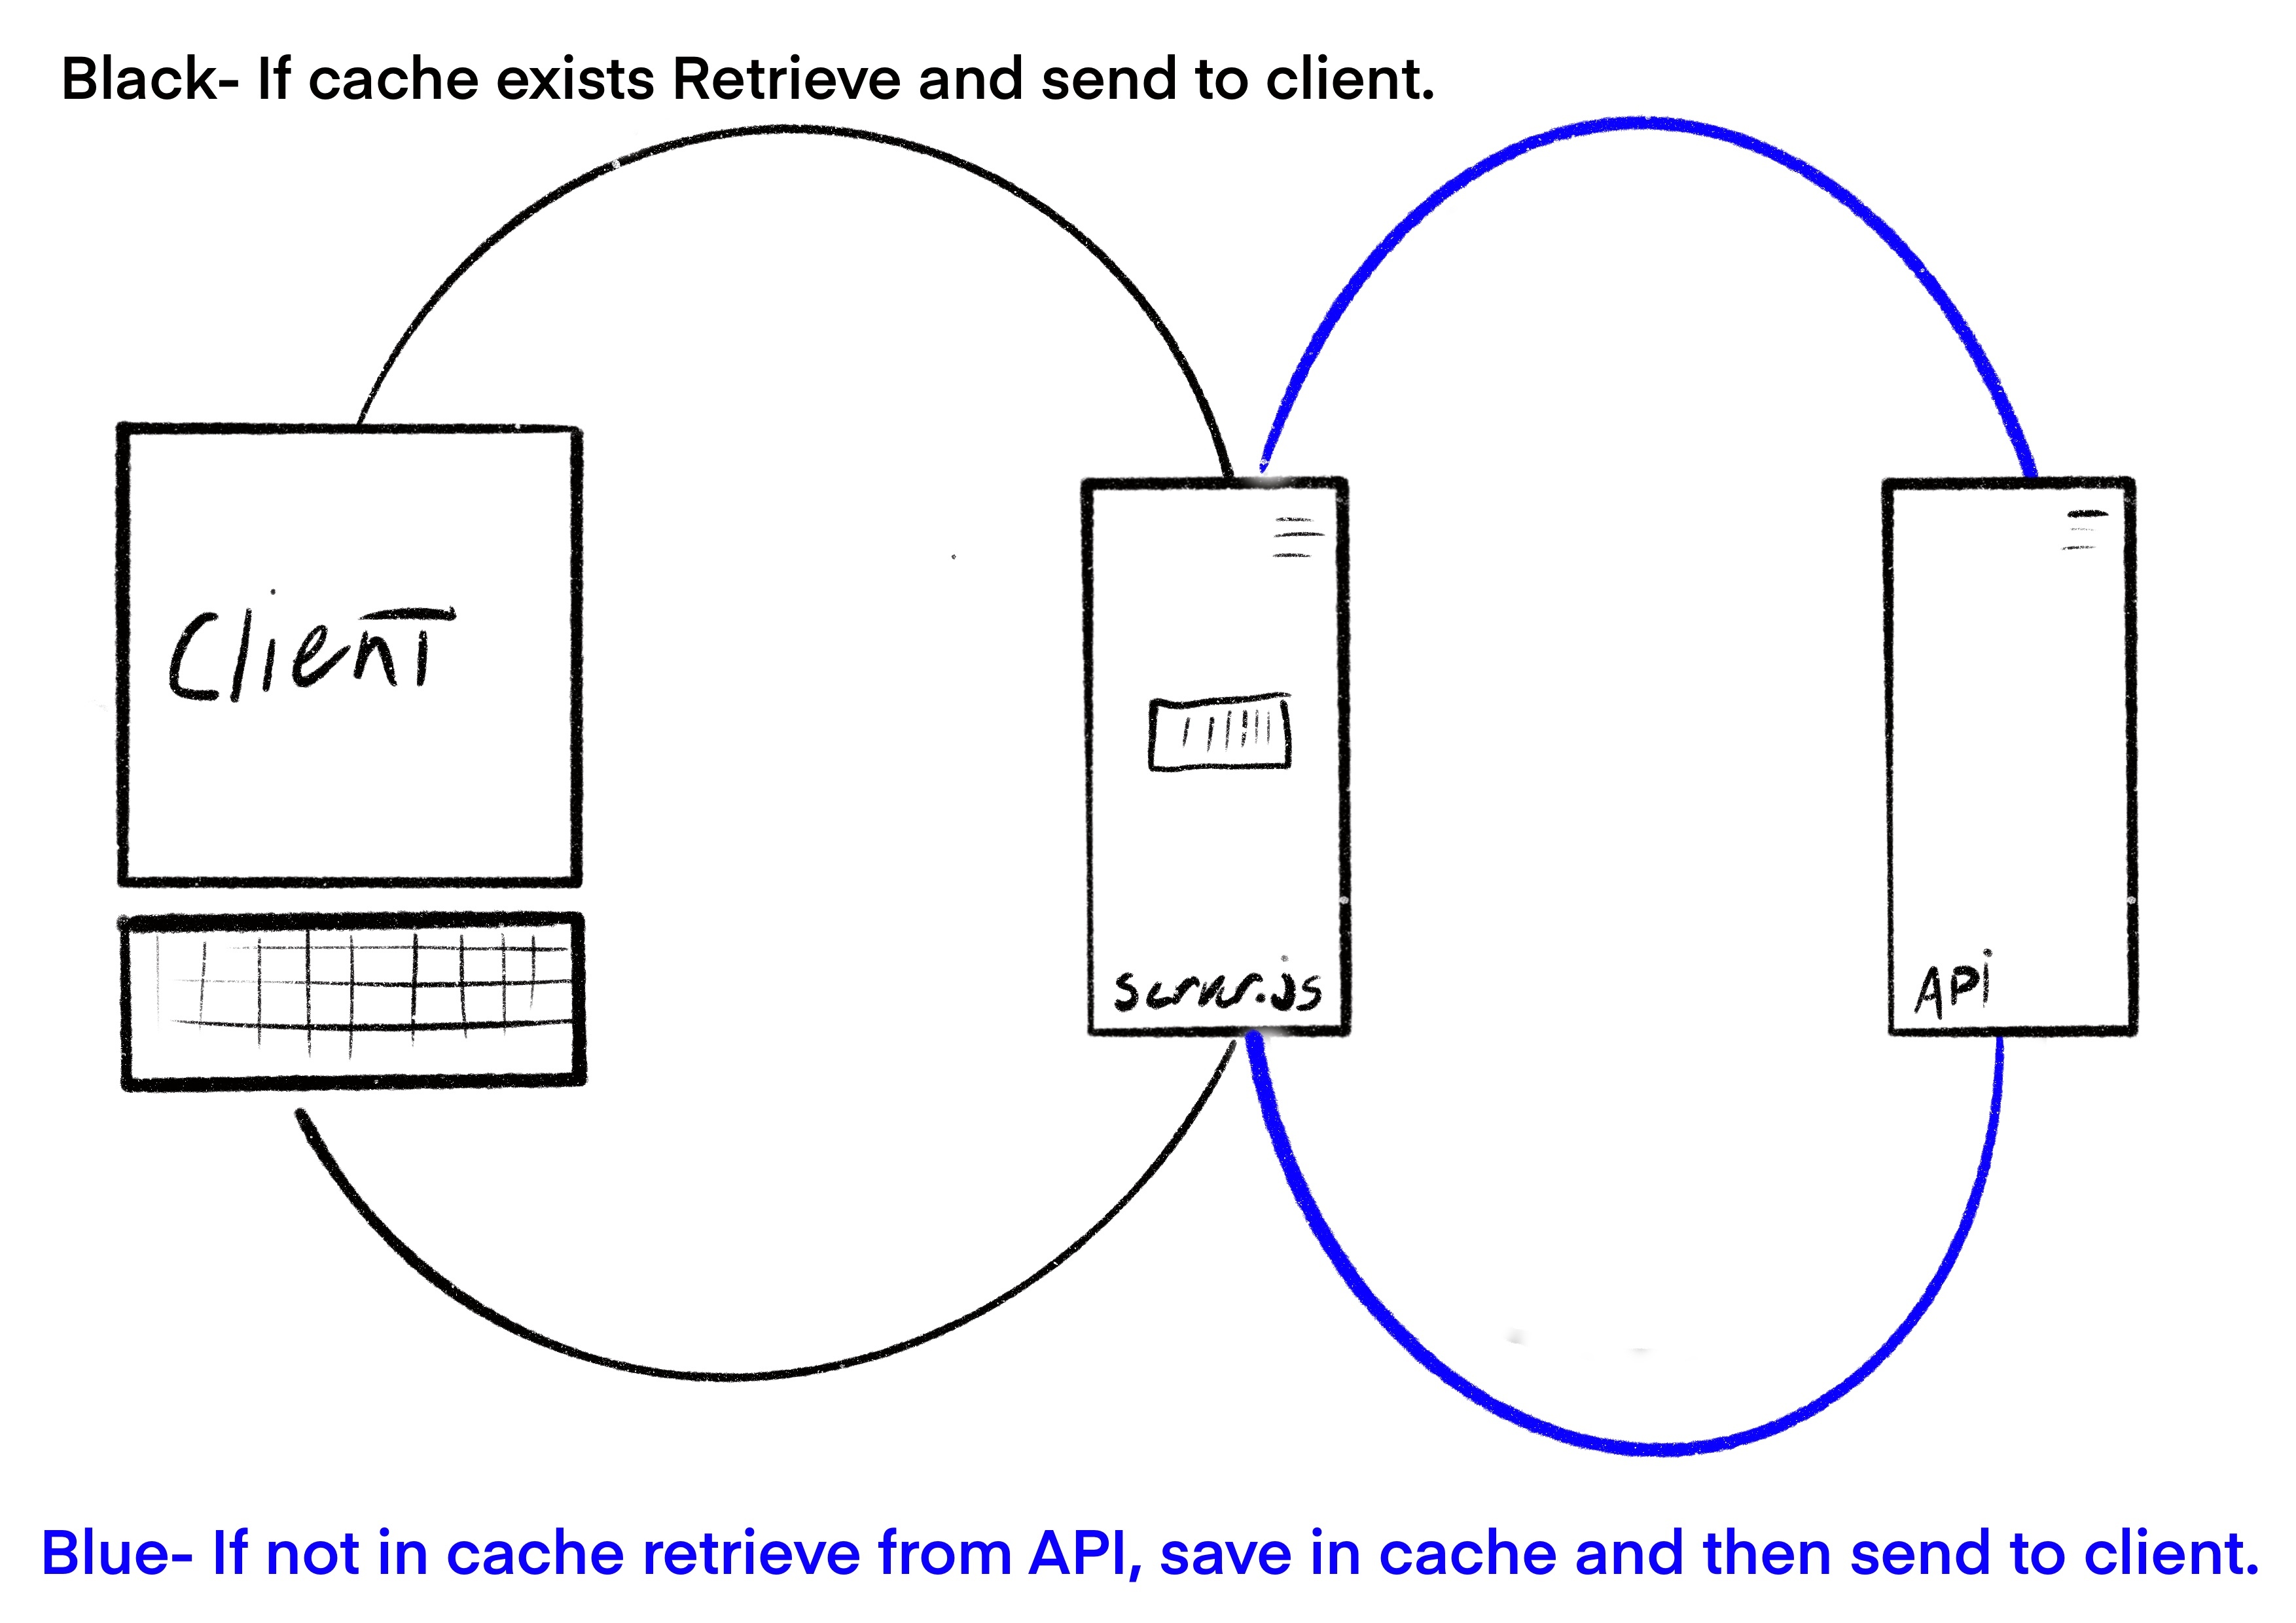 Black- If cache exists Retrieve and send to client.
Client
server.js
API
Blue- If not in cache retrieve from API, save in cache and then send to client.